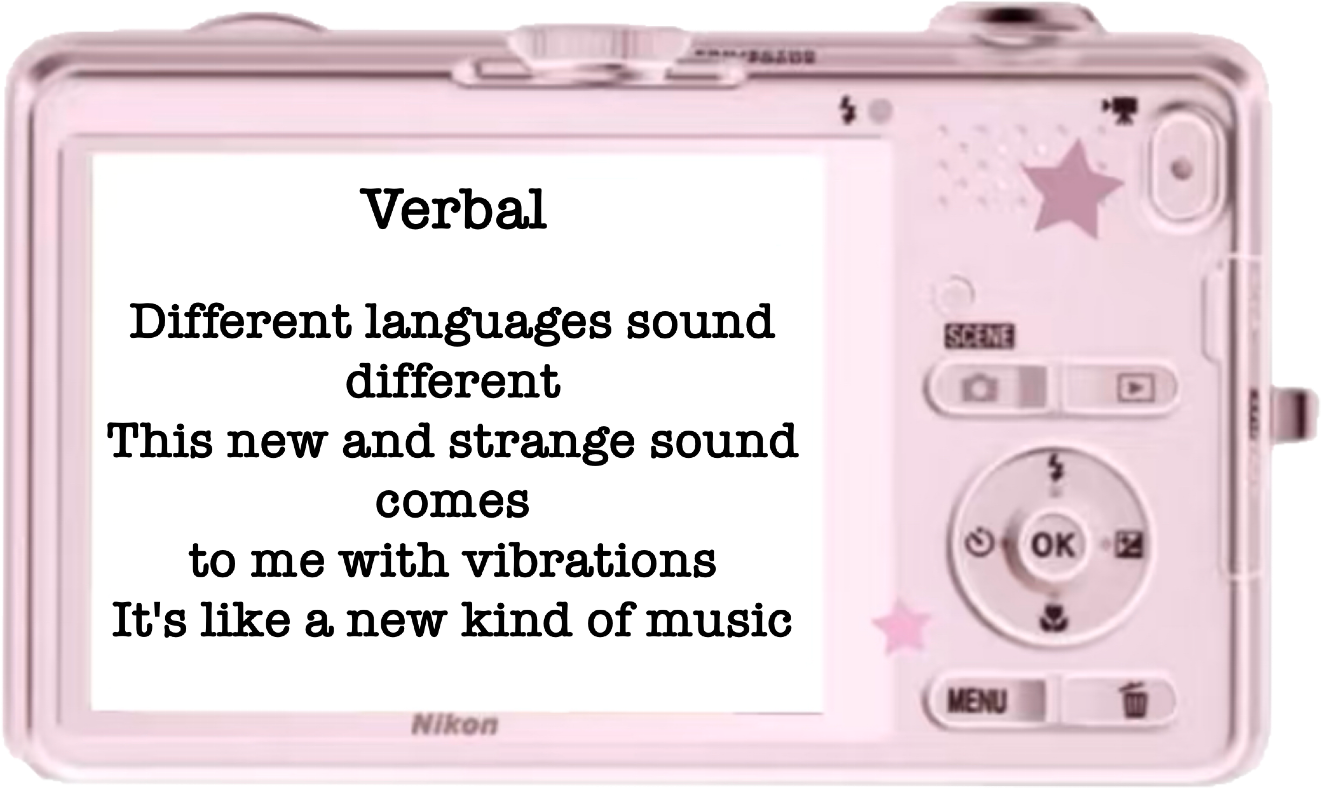 Verbal
Different languages sound
different
This new and strange sound
comes
to me with vibrations
It's like a new kind of music
SCENE
OK
MENU
Nikon